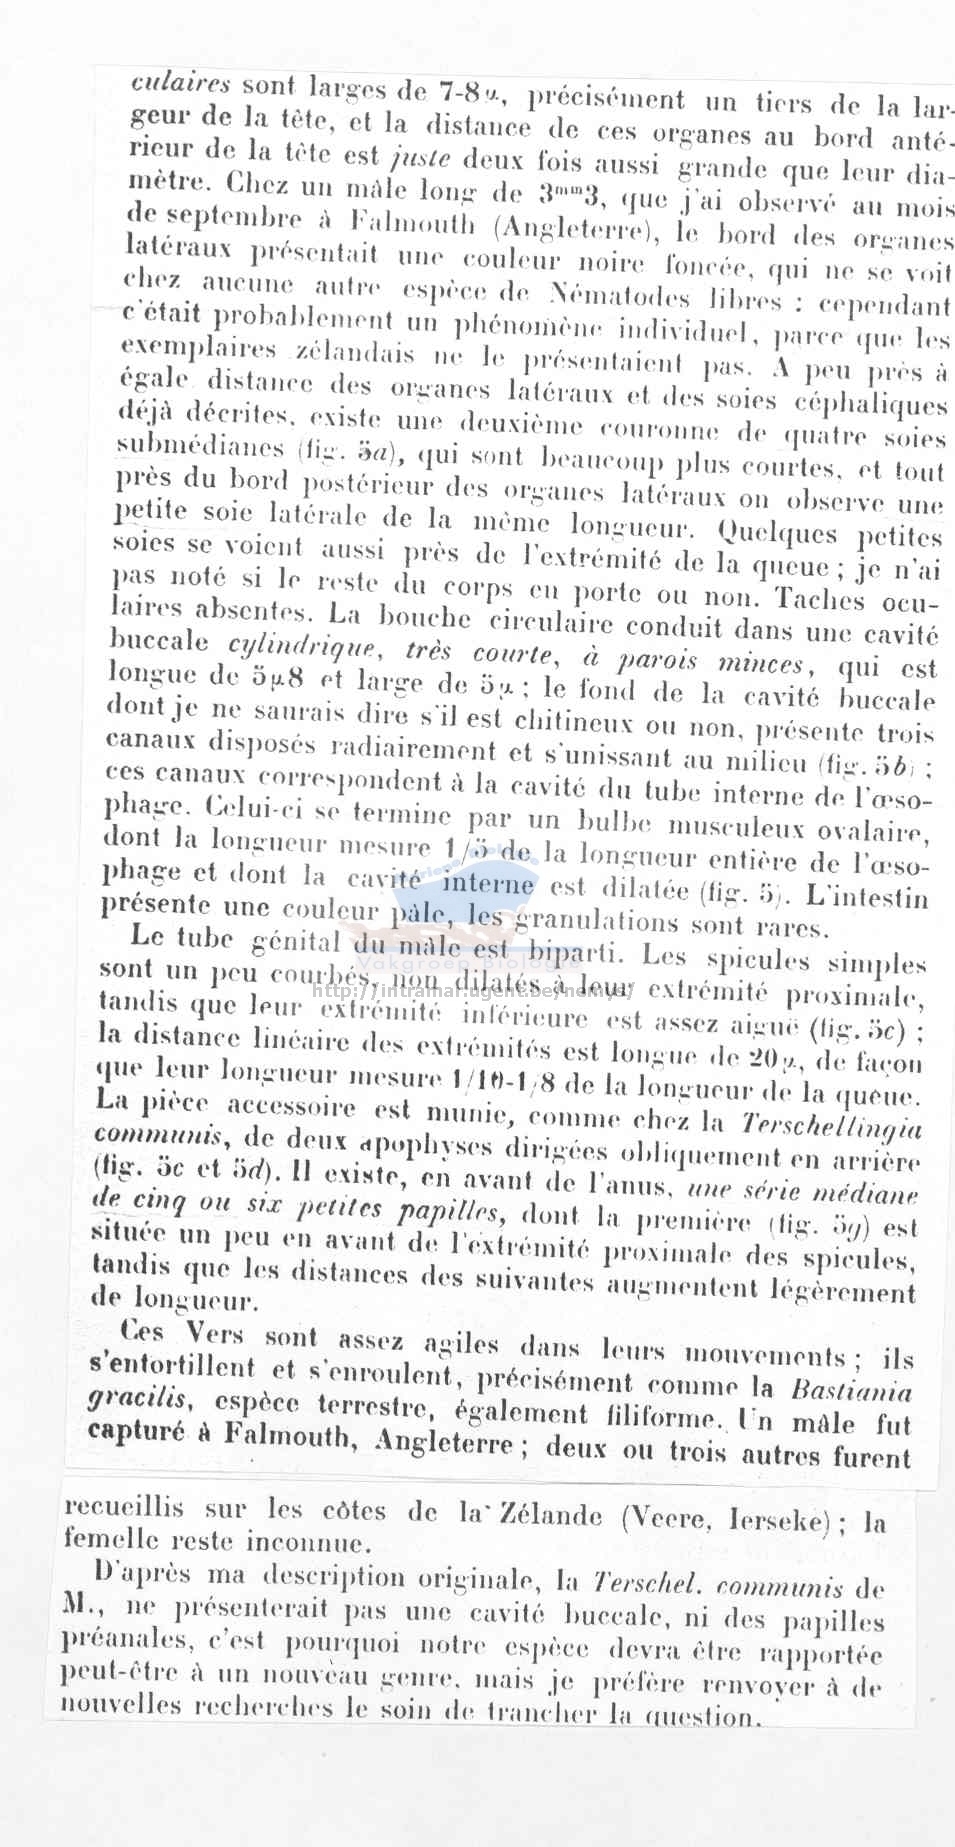 culaires sont larges de 7-8 µ, précisément un tiers de la lar-
geur de la tête, et la distance de ces organes au bord anté-
rieur de la tête est juste deux fois aussi grande que leur dia-
mètre. Chez un mâle long de 3mm3, que j'ai observé au mois
de septembre à Falmouth (Angleterre), le bord des organes
latéraux présentait une couleur noire foncée, qui ne se voit
chez aucune autre espèce de Nématodes libres : cependant
c'était probablement un phénomène individuel, parce que les
exemplaires zélandais ne le présentaient pas. A peu près à
égale distance des organes latéraux et des soies céphaliques
déjà décrites, existe une deuxième couronne de quatre soies
submédianes (fig. 5a), qui sont beaucoup plus courtes, et tout
près du bord postérieur des organes latéraux on observe une
petite soie latérale de la même longueur. Quelques petites
soies se voient aussi près de l'extrémité de la queue ; je n'ai
pas noté si le reste du corps en porte ou non. Taches ocu-
laires absentes. La bouche circulaire conduit dans une cavité
buccale cylindrique, très courte, à parois minces, qui est
longue de 5µ8 et large de 5µ ; le fond de la cavité buccale
dont je ne saurais dire s'il est chitineux ou non, présente trois
canaux disposés radiairement et s'unissant au milieu (fig. 5b) ;
ces canaux correspondent à la cavité du tube interne de l'œso-
phage. Celui-ci se termine par un bulbe musculeux ovalaire,
dont la longueur mesure 1/5 de la longueur entière de l'œso-
phage et dont la cavité interne est dilatée (fig. 5). L'intestin
présente une couleur pâle, les granulations sont rares.
Le tube génital du mâle est biparti. Les spicules simples
Vakgroep Biologie
sont un peu courbés, non dilatés à leur extrémité proximale,
http://intramar.ugent.be/nemys/
tandis que leur extrémité inférieure est assez aiguë (fig. 5c) ;
la distance linéaire des extrémités est longue de 20 µ, de façon
que leur longueur mesure 1/10-1/8 de la longueur de la queue.
La pièce accessoire est munie, comme chez la Terschellingia
communis, de deux apophyses dirigées obliquement en arrière
(fig. 5c et 5d). Il existe, en avant de l'anus, une série médiane
de cinq ou six petites papilles, dont la première (fig. 5g) est
située un peu en avant de l'extrémité proximale des spicules,
tandis que les distances des suivantes augmentent légèrement
de longueur.
Ces Vers sont assez agiles dans leurs mouvements ; ils
s'entortillent et s'enroulent, précisément comme la Bastiania
gracilis, espèce terrestre, également filiforme. Un mâle fut
capturé à Falmouth, Angleterre ; deux ou trois autres furent
recueillis sur les côtes de la Zélande (Veere, Ierseke) ; la
femelle reste inconnue.
D'après ma description originale, la Terschel. communis de
M., ne présenterait pas une cavité buccale, ni des papilles
préanales, c'est pourquoi notre espèce devra être rapportée
peut-être à un nouveau genre, mais je préfère renvoyer à de
nouvelles recherches le soin de trancher la question.